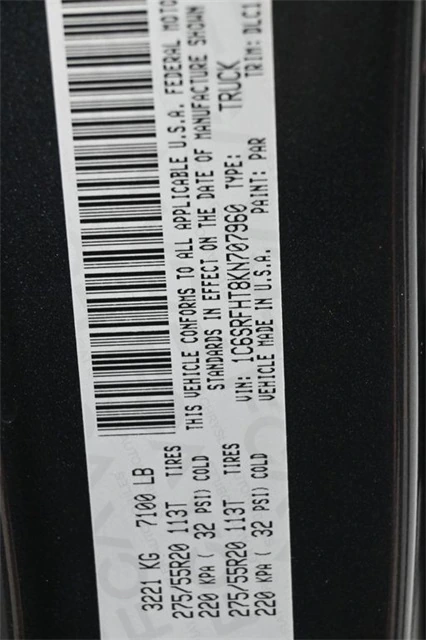 3221 KG 7100 LB
275/55R20 113T TIRES
220 KPA ( 32 PSI) COLD
275/55R20 113T TIRES
220 KPA ( 32 PSI) COLD
THIS VEHICLE CONFORMS TO ALL APPLICABLE U.S.A. FEDERAL MOTO
STANDARDS IN EFFECT ON THE DATE OF MANUFACTURE SHOWN
VIN: 1C6SRFHT8KN707960 TYPE: TRUCK
VEHICLE MADE IN U.S.A. PAINT: PAR TRIM: DLC1